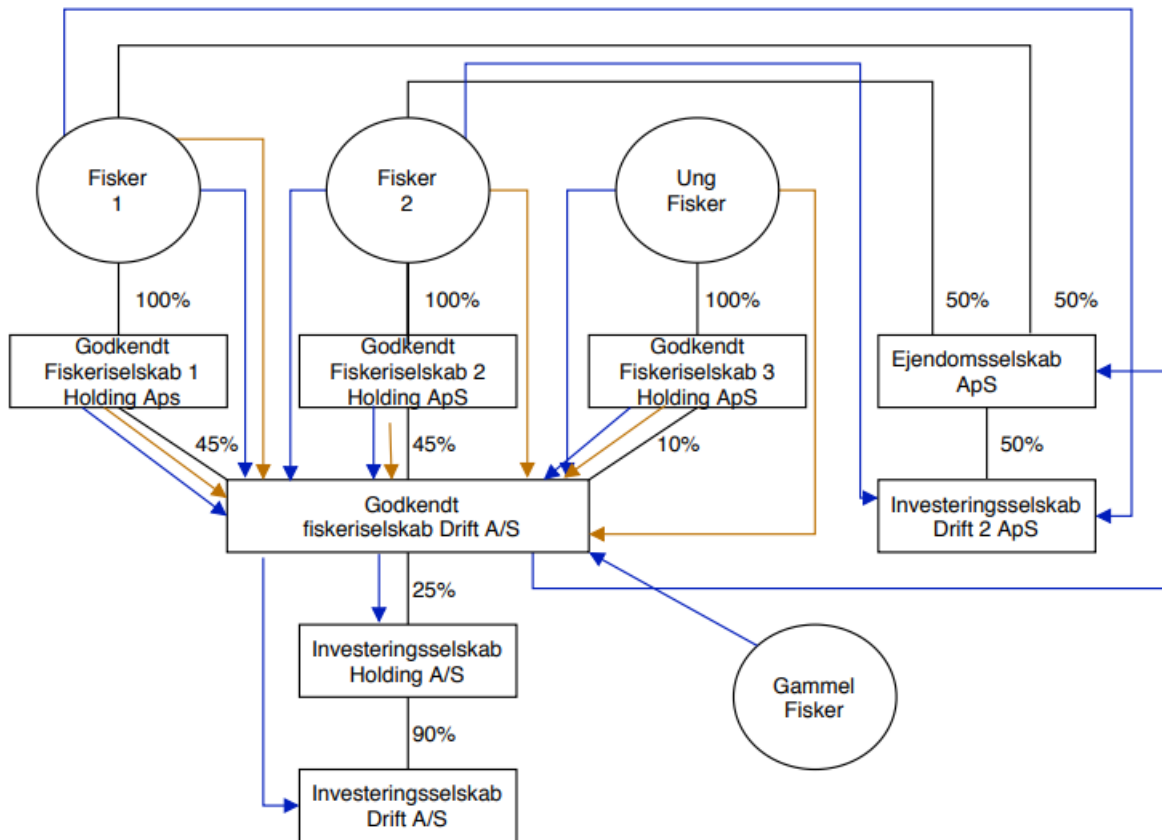 Fisker
1
Fisker
2
Ung
Fisker
100%
100%
100%
50%
50%
Godkendt
Fiskeriselskab 1
Holding Aps
Godkendt
Fiskeriselskab 2
Holding ApS
Godkendt
Fiskeriselskab 3
Holding ApS
Ejendomsselskab
ApS
45%
45%
10%
50%
Godkendt
fiskeriselskab Drift A/S
Investeringsselskab
Drift 2 ApS
25%
Investeringsselskab
Holding A/S
Gammel
Fisker
90%
Investeringsselskab
Drift A/S